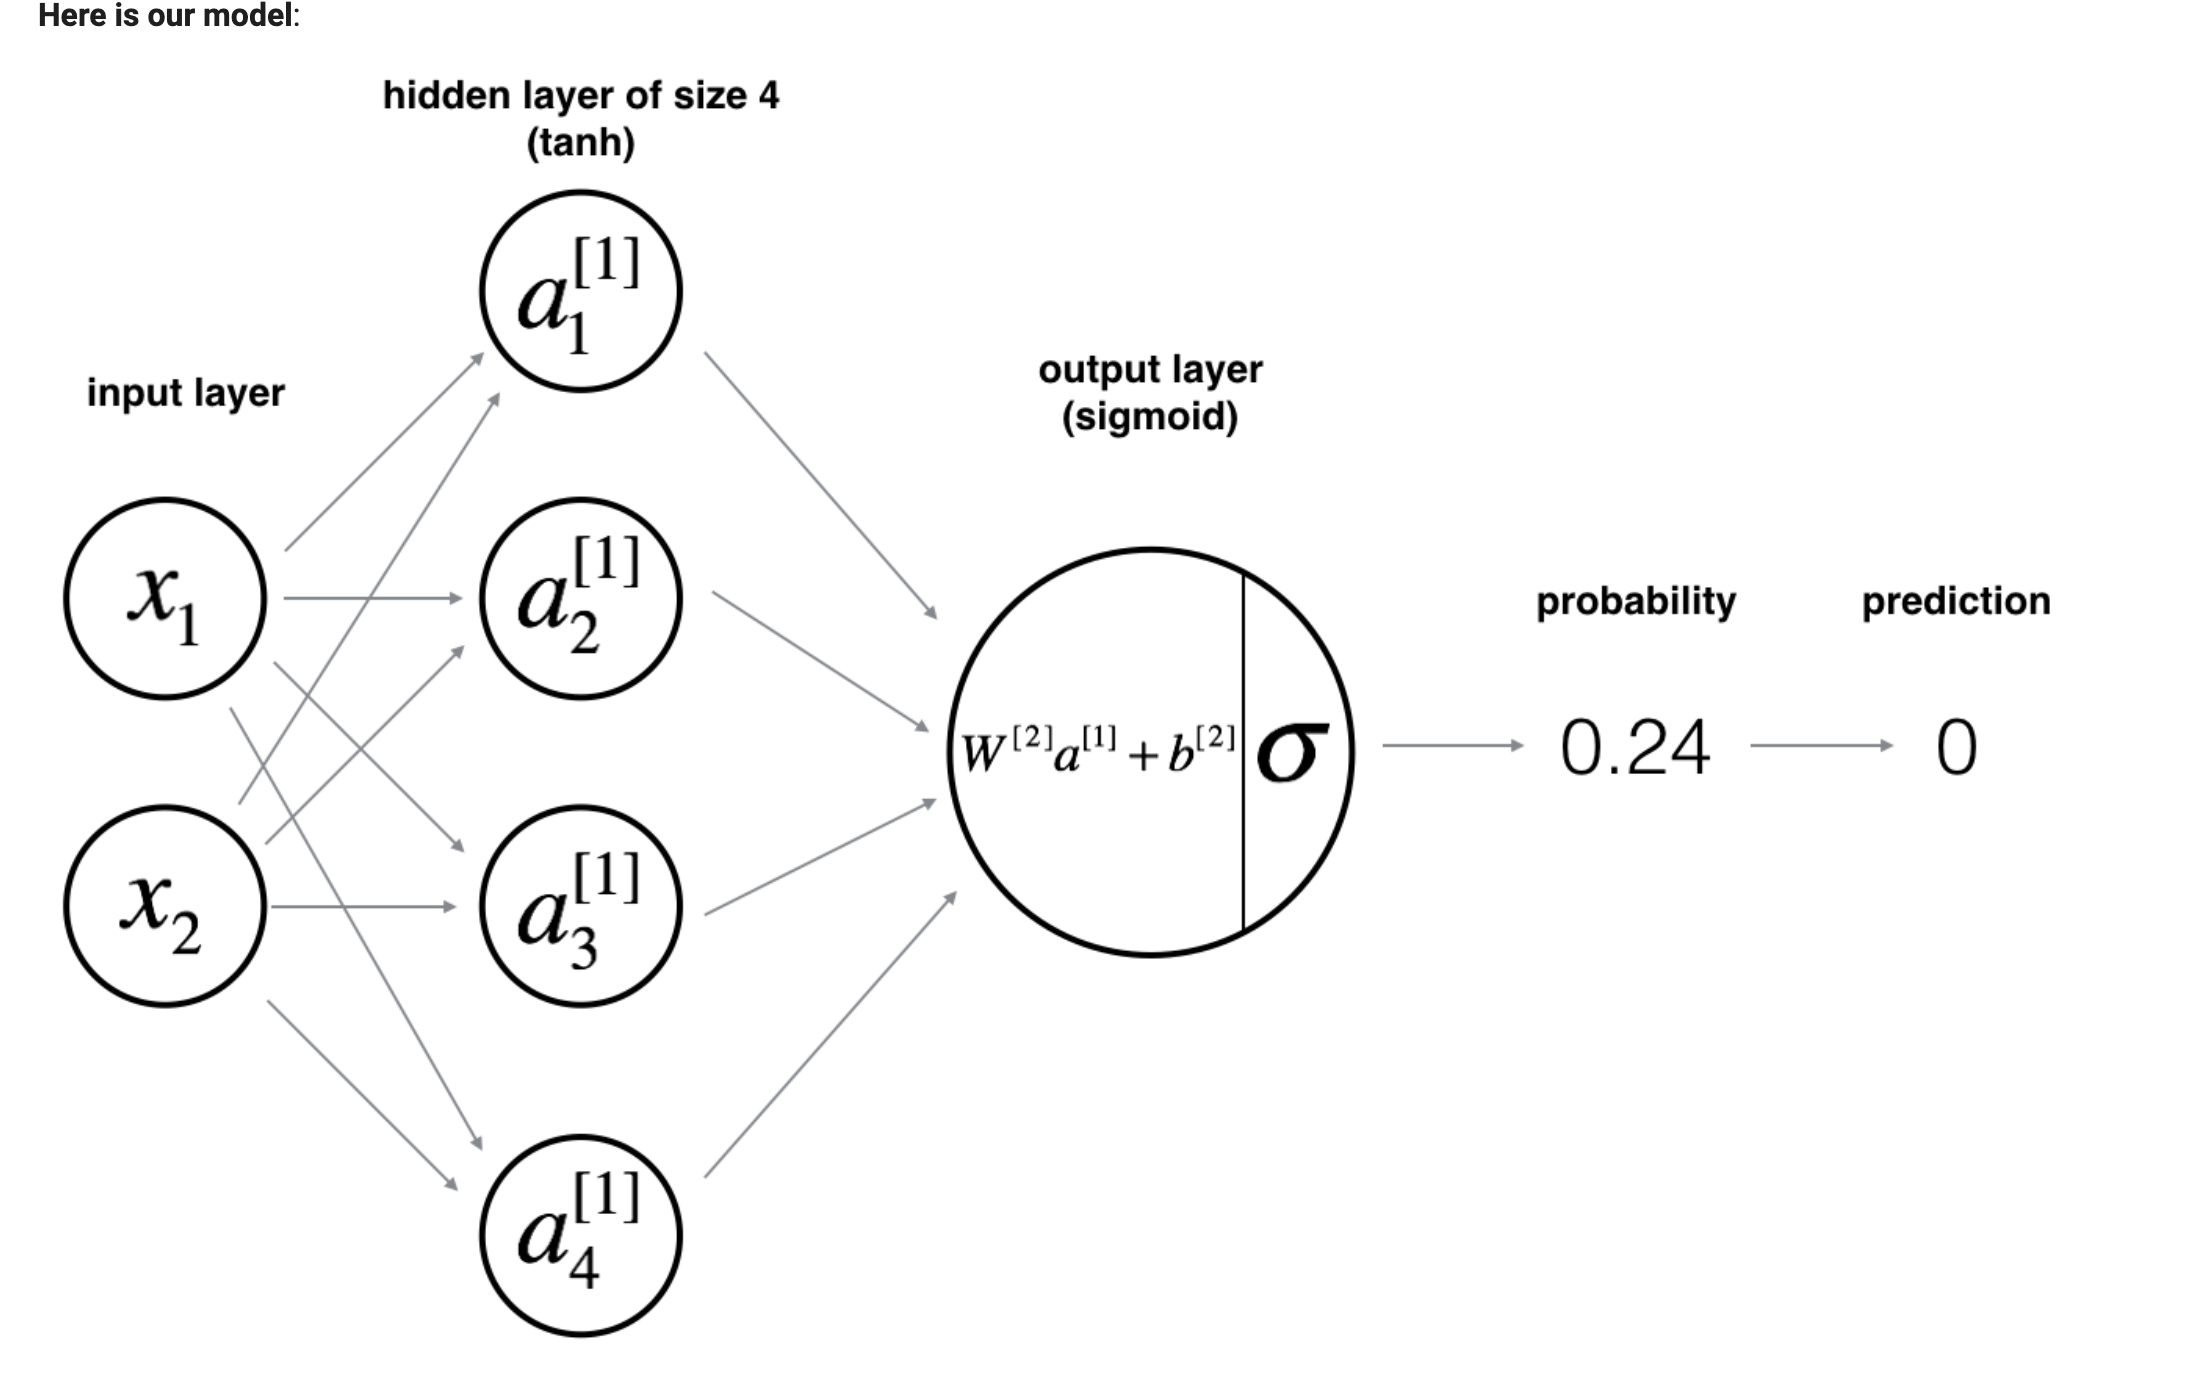 Here is our model:
hidden layer of size 4
(tanh)
a_1^{[1]}
input layer
output layer
(sigmoid)
x_1
a_2^{[1]}
probability
prediction
W^{[2]}a^{[1]} + b^{[2]}
σ
0.24
0
x_2
a_3^{[1]}
a_4^{[1]}